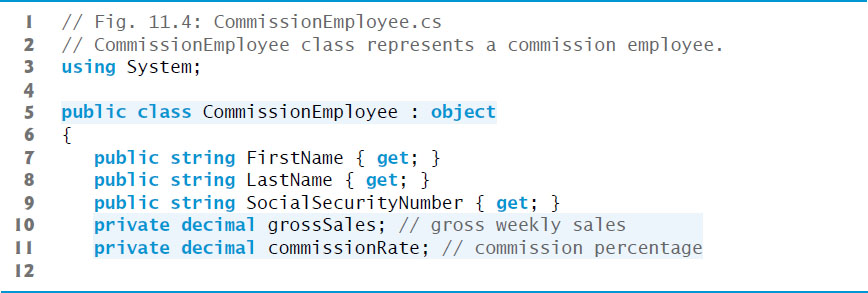 1 // Fig. 11.4: CommissionEmployee.cs
2 // CommissionEmployee class represents a commission employee.
3 using System;
4
5 public class CommissionEmployee : object
6 {
7 public string FirstName { get; }
8 public string LastName { get; }
9 public string SocialSecurityNumber { get; }
10 private decimal grossSales; // gross weekly sales
11 private decimal commissionRate; // commission percentage
12